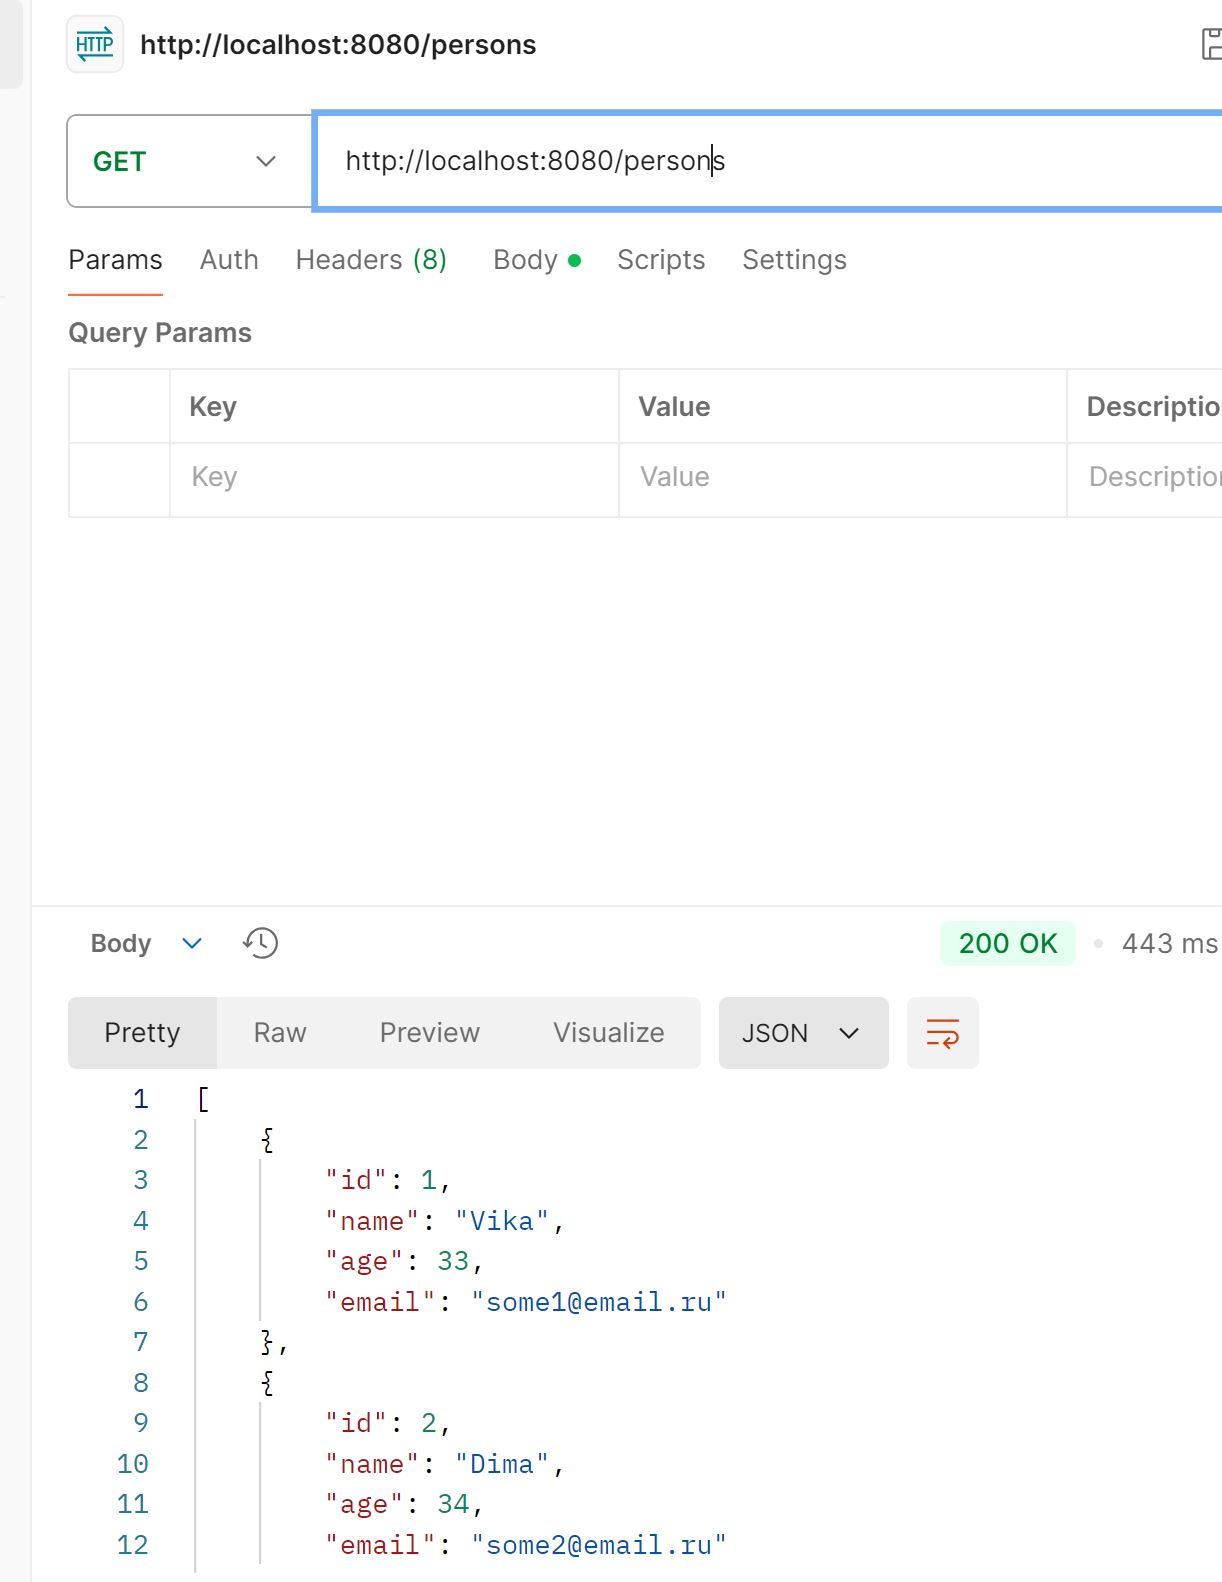 HTTP http://localhost:8080/persons
GET http://localhost:8080/persons
Params Auth Headers (8) Body Scripts Settings
Query Params
Key Value Descriptio
Key Value Description
Body 200 OK 443 ms
Pretty Raw Preview Visualize JSON
1 [
2 {
3 "id": 1,
4 "name": "Vika",
5 "age": 33,
6 "email": "some1@email.ru"
7 },
8 {
9 "id": 2,
10 "name": "Dima",
11 "age": 34,
12 "email": "some2@email.ru"